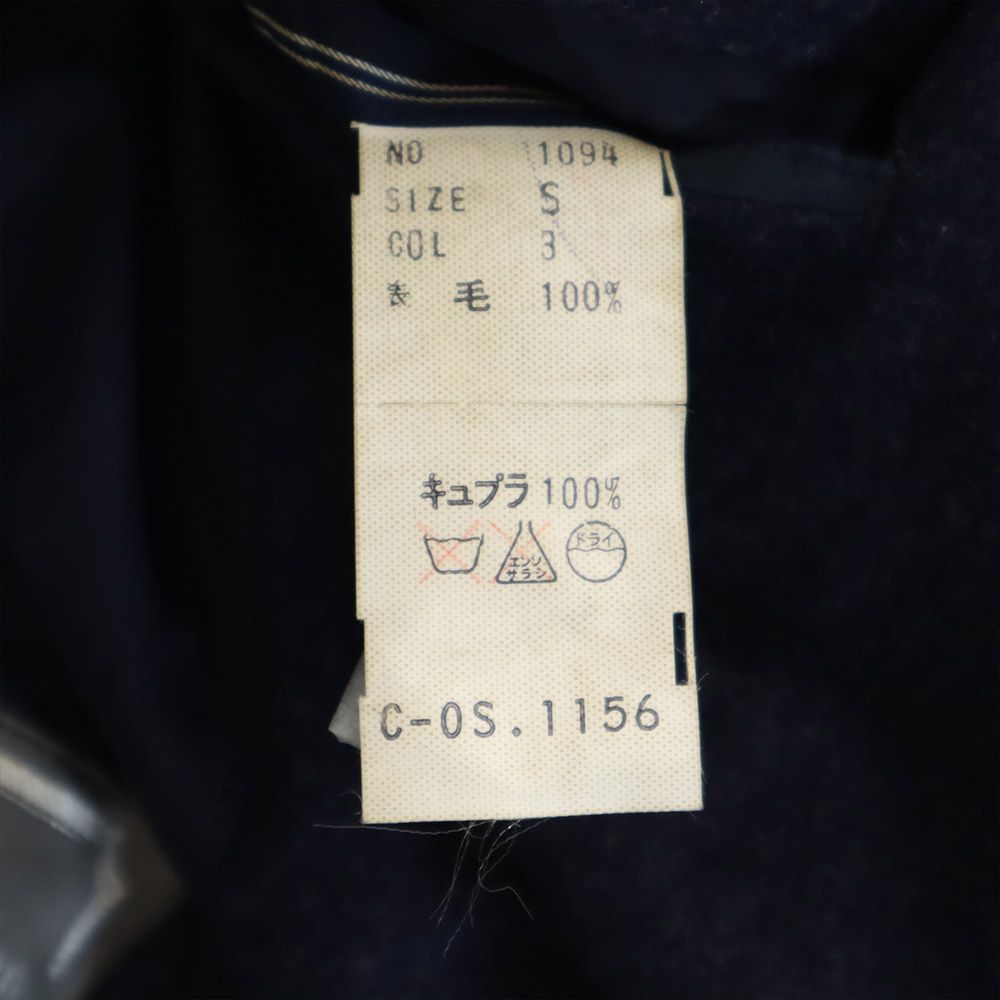 NO 1094
SIZE S
COL 3
表 毛 100%
キュプラ 100%
エンソ
サラシ
ドライ
C-OS.1156